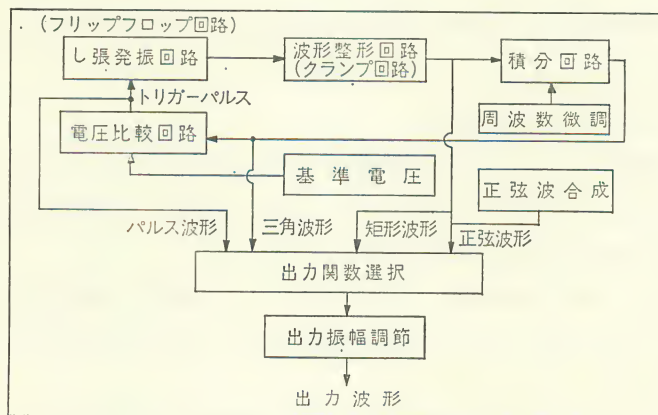 (フリップフロップ回路)
し張発振回路
波形整形回路
(クランプ回路)
積分回路
トリガーパルス
周波数微調
電圧比較回路
基準電圧
正弦波合成
パルス波形
三角波形
矩形波形
正弦波形
出力関数選択
出力振幅調節
出力波形